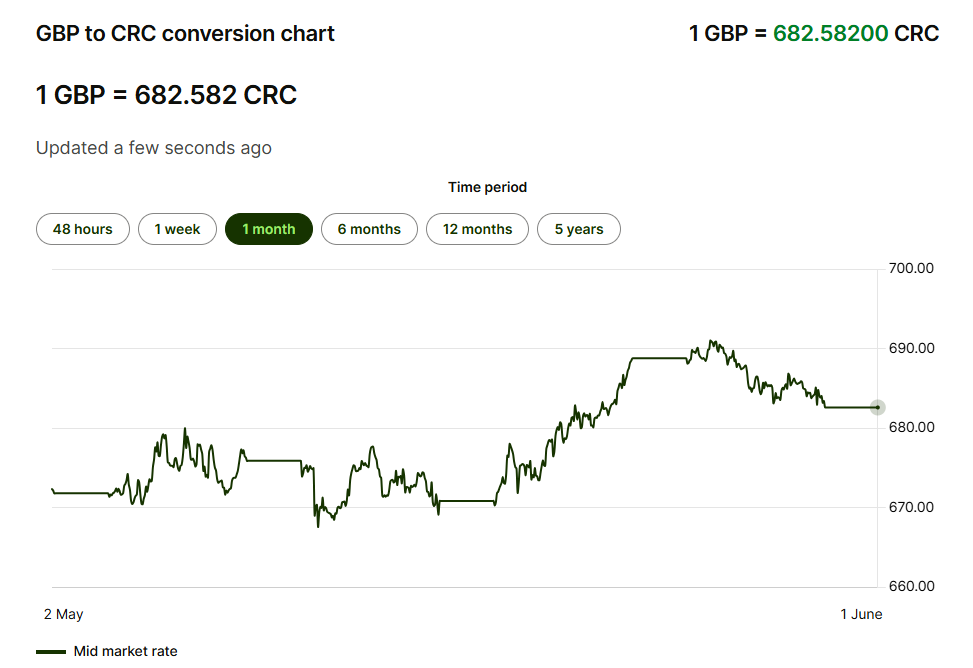 GBP to CRC conversion chart
1 GBP = 682.58200 CRC
1 GBP = 682.582 CRC
Updated a few seconds ago
Time period
48 hours
1 week
1 month
6 months
12 months
5 years
700.00
690.00
680.00
670.00
660.00
2 May
1 June
Mid market rate